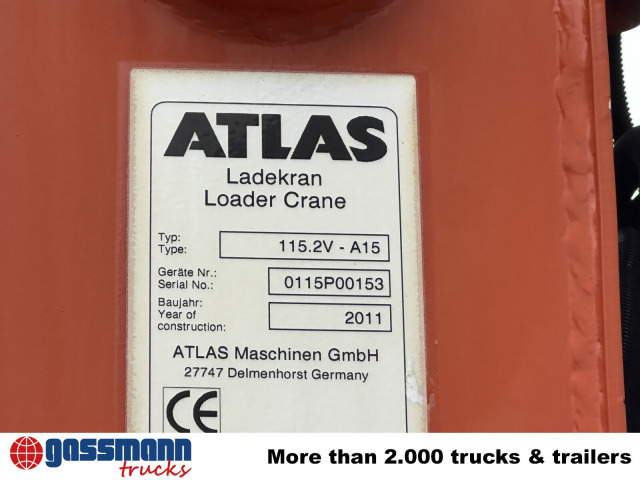 ATLAS
Ladekran
Loader Crane
Typ:
Type: 115.2V - A15
Geräte Nr.:
Serial No.: 0115P00153
Baujahr:
Year of
construction: 2011
ATLAS Maschinen GmbH
27747 Delmenhorst Germany
CE
gassmann
trucks
More than 2.000 trucks & trailers